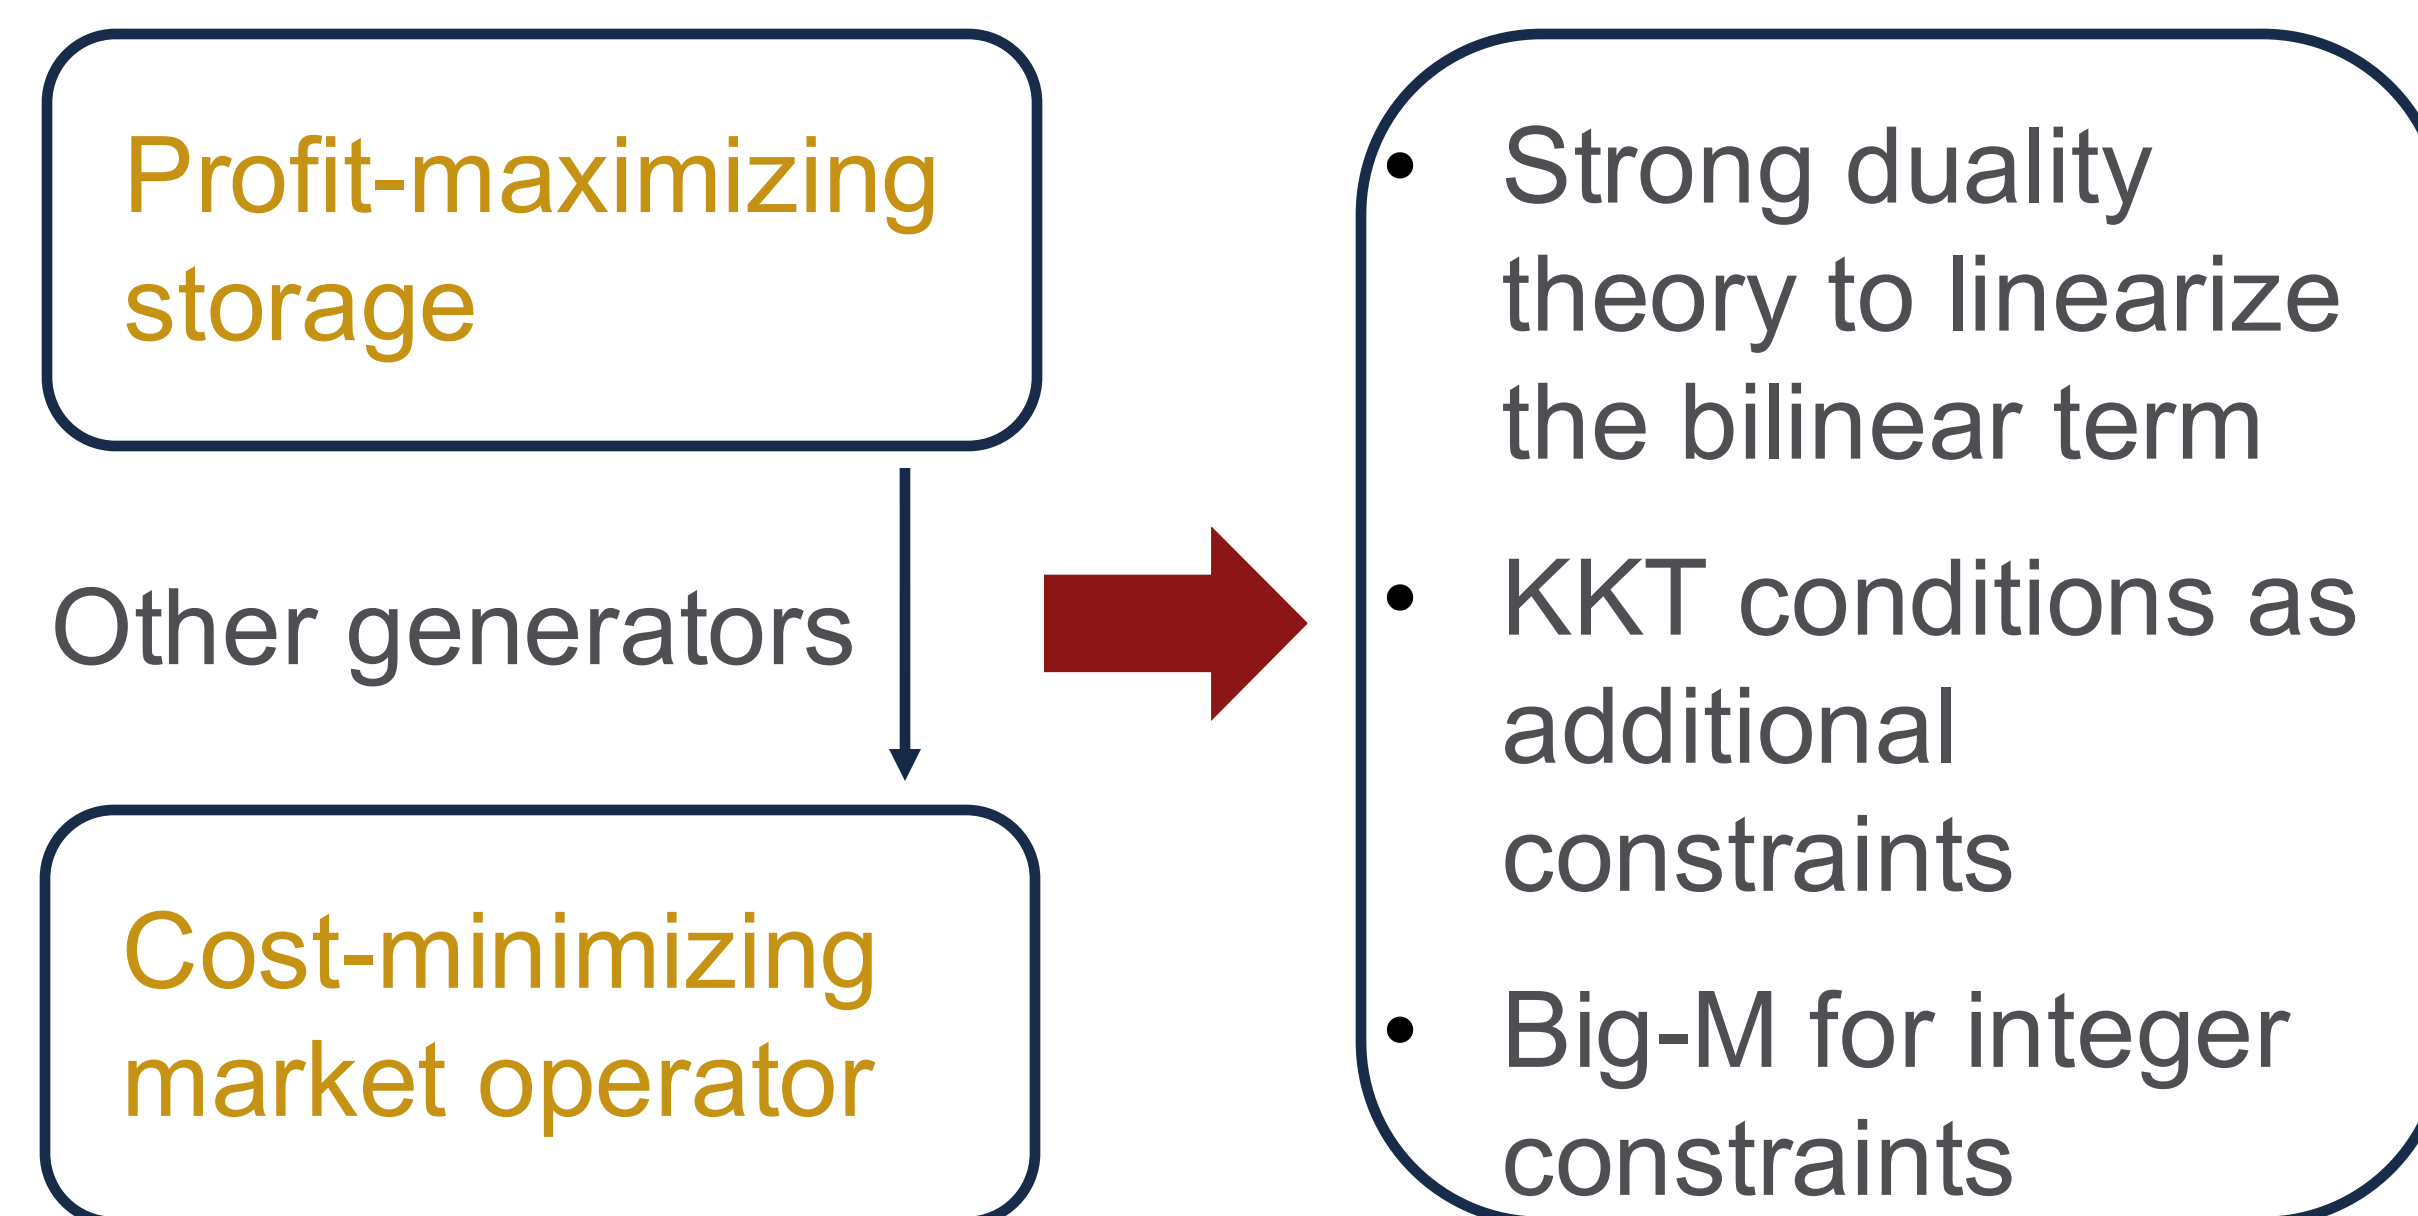 Profit-maximizing
storage
Other generators
Cost-minimizing
market operator
• Strong duality
theory to linearize
the bilinear term
• KKT conditions as
additional
constraints
• Big-M for integer
constraints